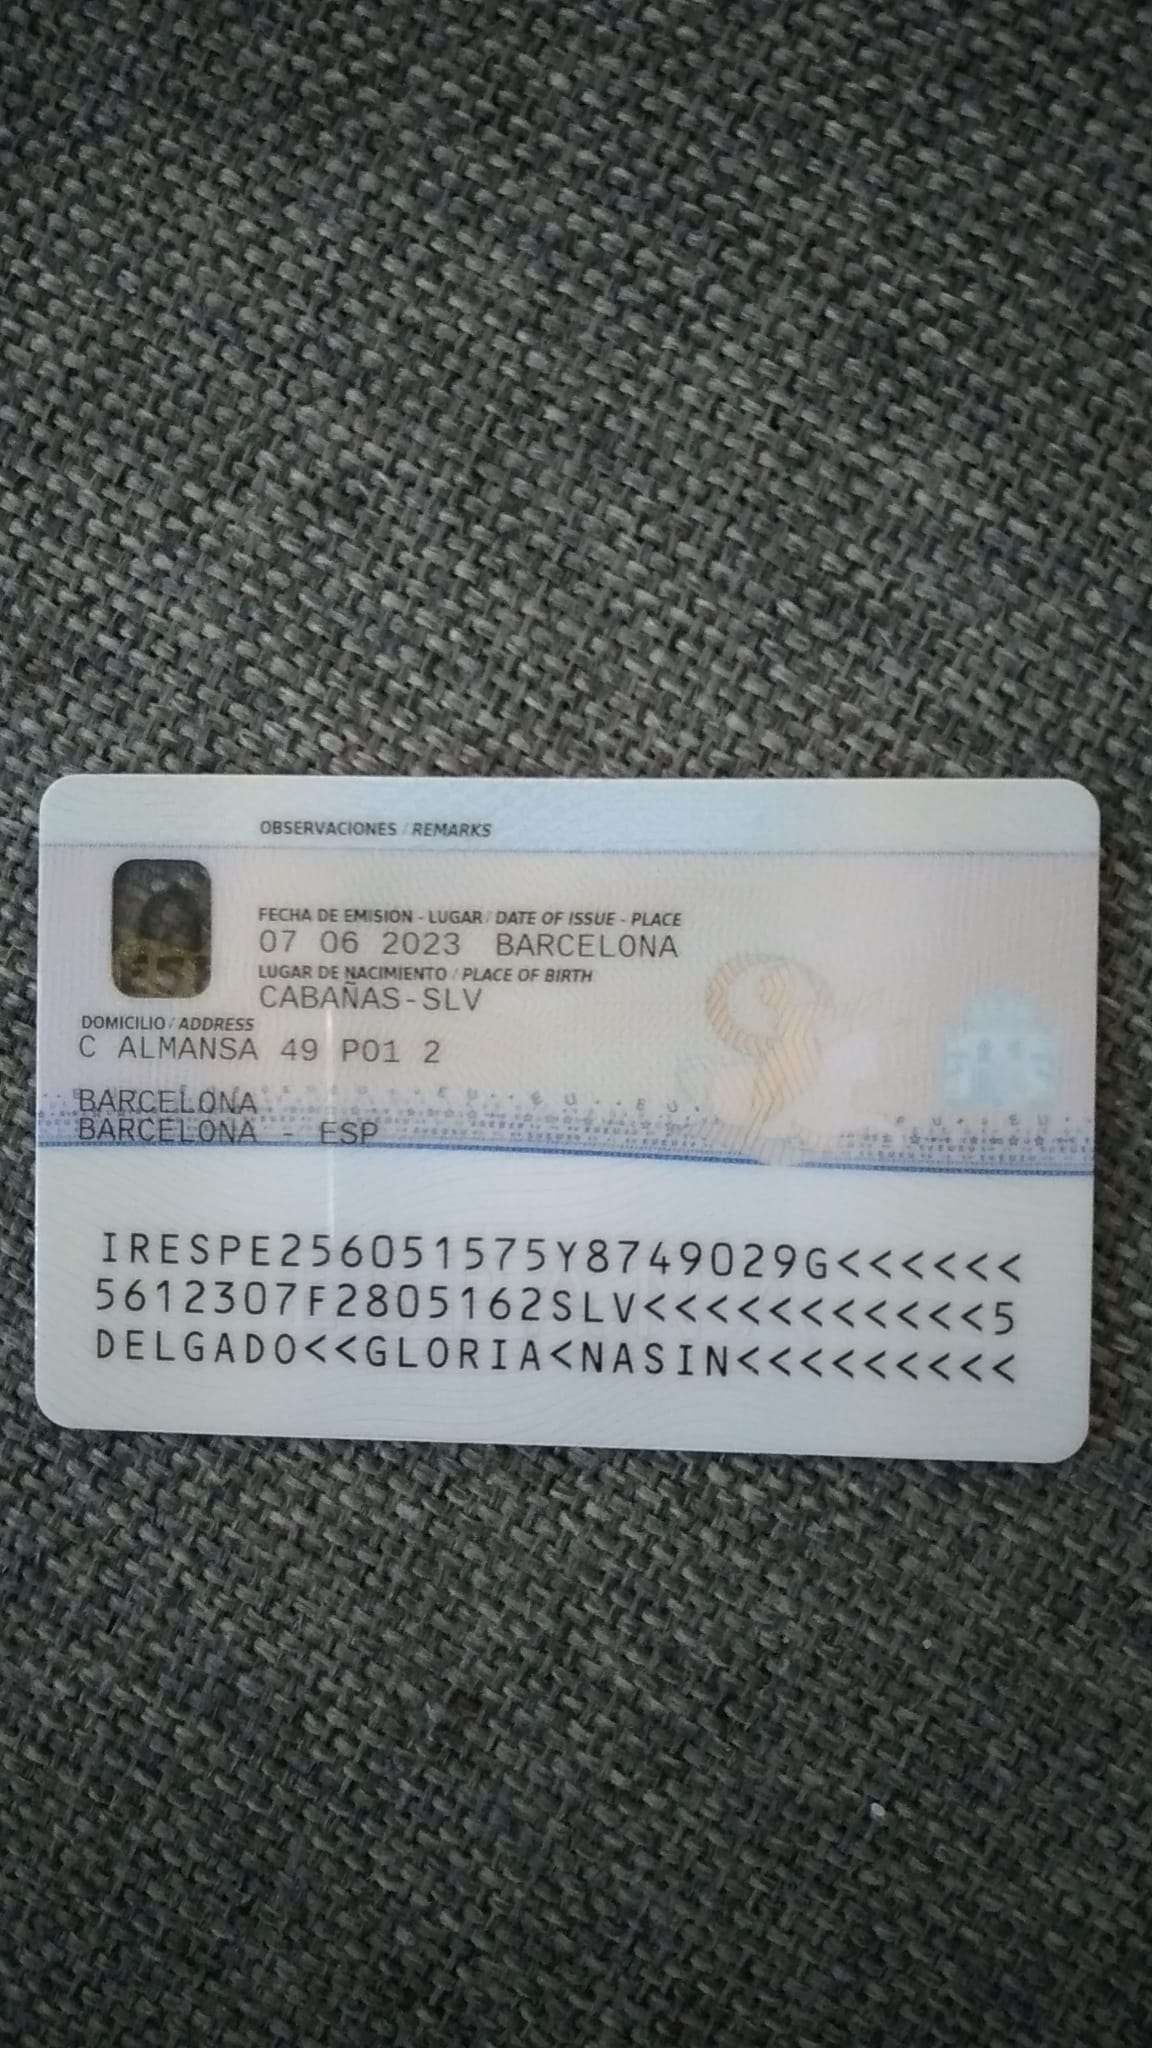 OBSERVACIONES / REMARKS
FECHA DE EMISIÓN - LUGAR / DATE OF ISSUE - PLACE
07 06 2023 BARCELONA
LUGAR DE NACIMIENTO / PLACE OF BIRTH
CABAÑAS-SLV
DOMICILIO / ADDRESS
C ALMANSA 49 P01 2
BARCELONA
BARCELONA - ESP
IRESPE256051575Y8749029G<<<<<<
5612307F2805162SLV<<<<<<<<<<<5
DELGADO<<GLORIA<NASIN<<<<<<<<<